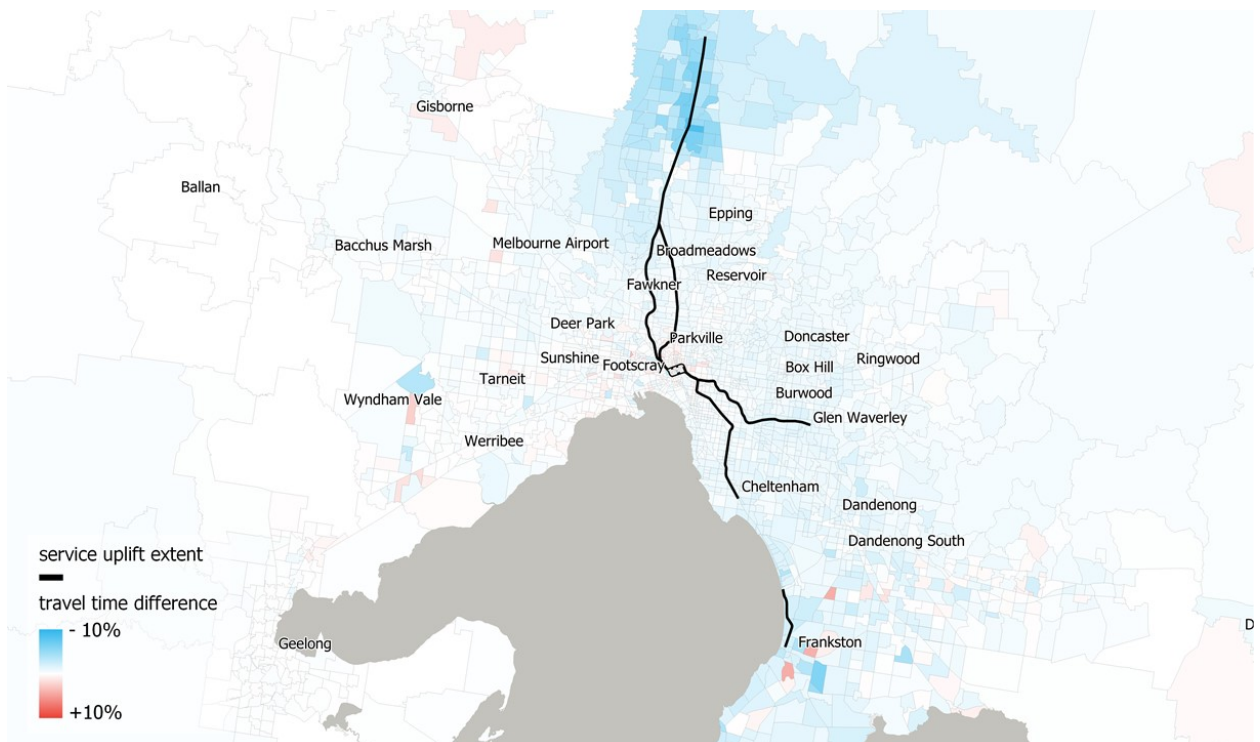 Gisborne
Ballan
Epping
Bacchus Marsh
Melbourne Airport
Broadmeadows
Reservoir
Fawkner
Deer Park
Parkville
Doncaster
Sunshine
Footscray
Box Hill
Ringwood
Tarneit
Burwood
Wyndham Vale
Glen Waverley
Werribee
Cheltenham
Dandenong
Dandenong South
service uplift extent
travel time difference
- 10%
+10%
Geelong
Frankston
D